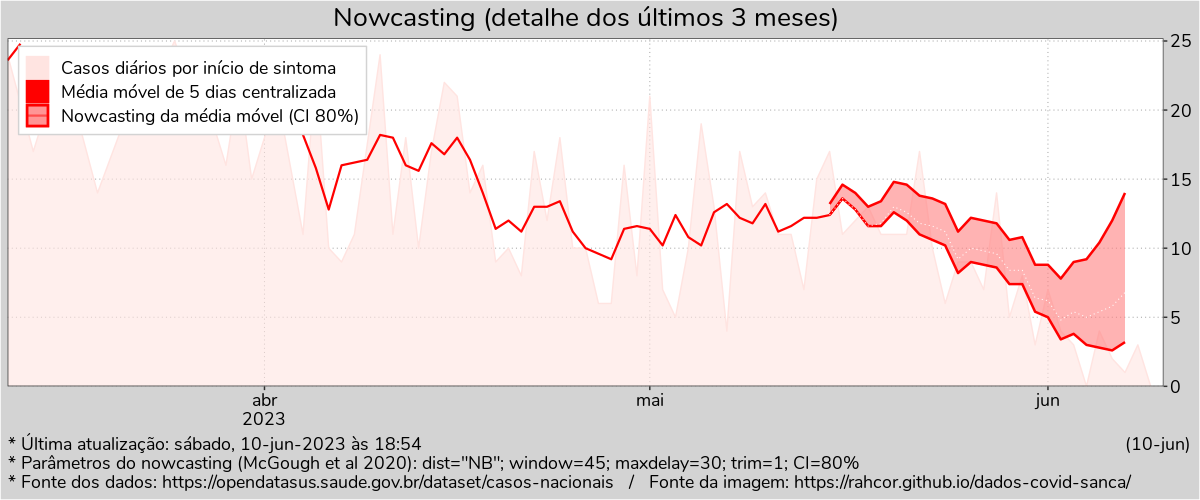 Nowcasting (detalhe dos últimos 3 meses)
Casos diários por início de sintoma
Média móvel de 5 dias centralizada
Nowcasting da média móvel (CI 80%)
25
20
15
10
5
0
abr
2023
mai
jun
* Última atualização: sábado, 10-jun-2023 às 18:54
(10-jun)
* Parâmetros do nowcasting (McGough et al 2020): dist="NB"; window=45; maxdelay=30; trim=1; CI=80%
* Fonte dos dados: https://opendatasus.saude.gov.br/dataset/casos-nacionais / Fonte da imagem: https://rahcor.github.io/dados-covid-sanca/